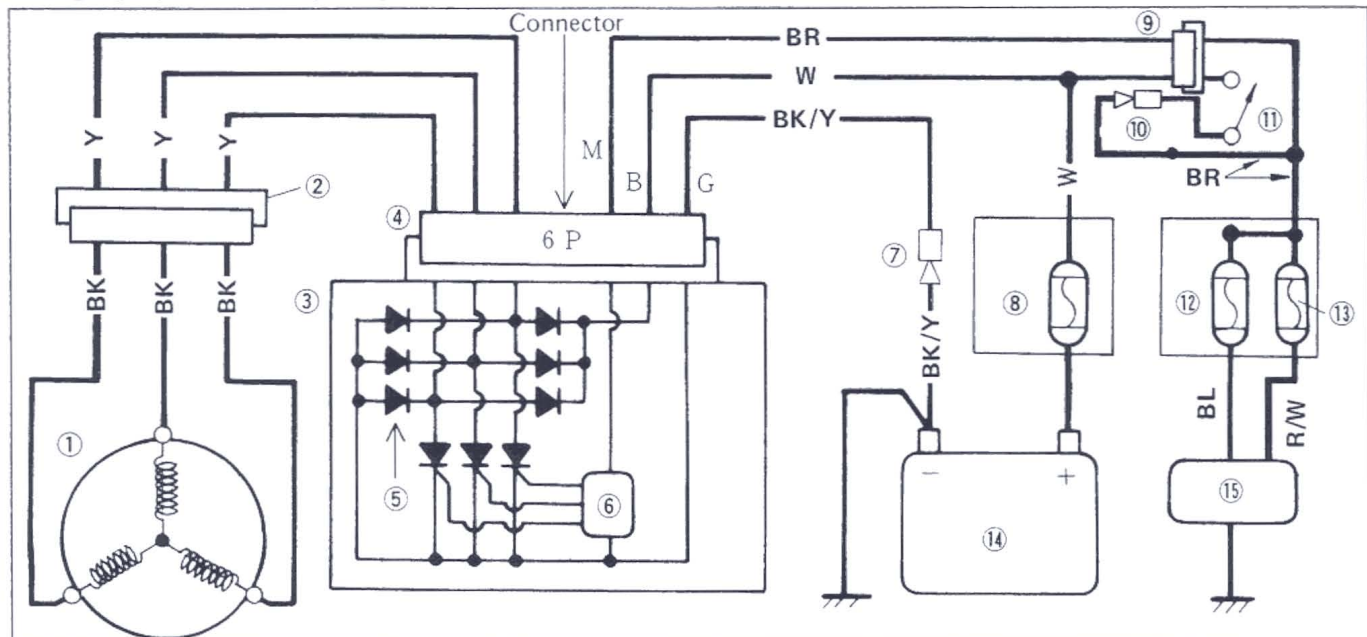 Connector
BR
⑨
W
⑩
⑪
BK/Y
Y
Y
Y
M
B
G
W
BR
②
④
6 P
⑦
BK
BK
BK
③
⑧
⑫
⑬
BK/Y
BL
R/W
①
⑤
⑥
−
+
⑭
⑮